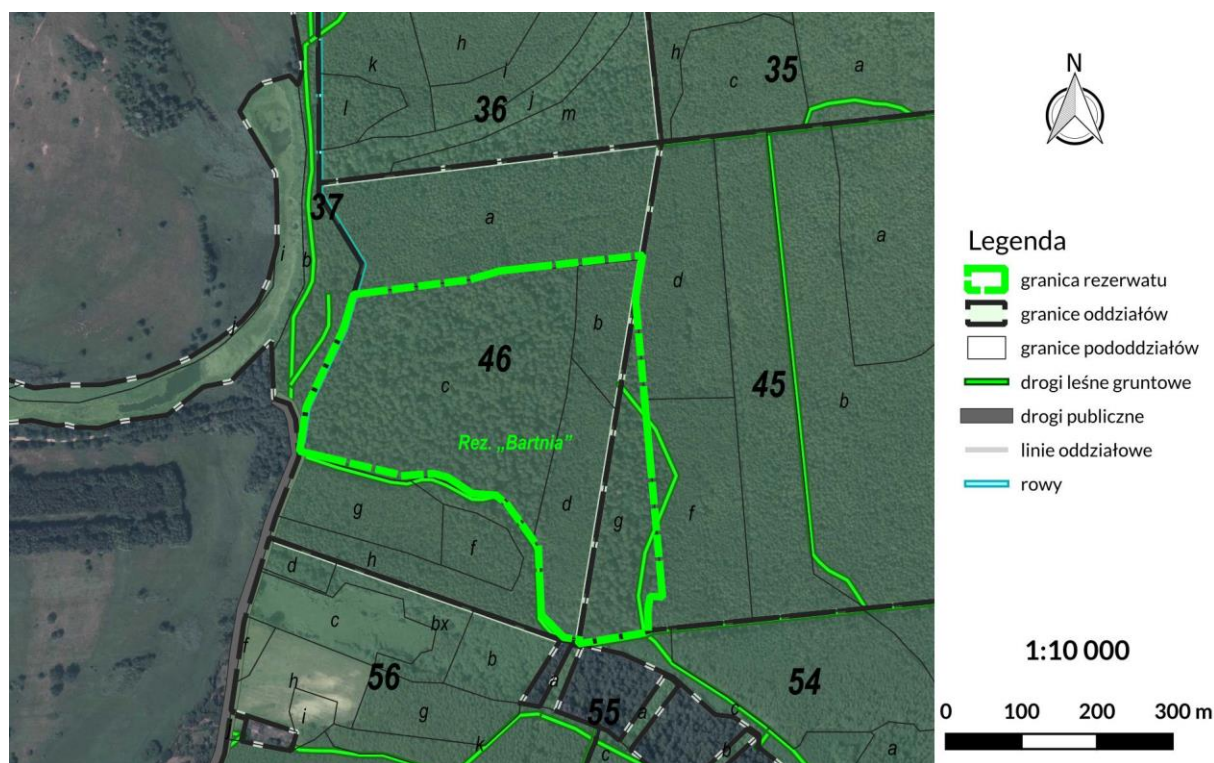 h
k
i
36
l
j
m
h
c
35
a
37
a
i
b
j
d
a
b
46
c
45
b
Rez. „Bartnia”
g
f
d
g
f
h
d
c
bx
b
f
56
h
i
g
k
a
55
a
c
b
c
54
a
N
Legenda
granica rezerwatu
granice oddziałów
granice pododdziałów
drogi leśne gruntowe
drogi publiczne
linie oddziałowe
rowy
1:10 000
0 100 200 300 m